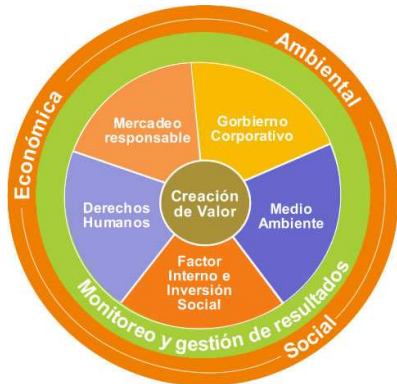 Económica
Ambiental
Mercadeo
responsable
Gorbierno
Corporativo
Derechos
Humanos
Creación
de Valor
Medio
Ambiente
Factor
Interno e
Inversión
Social
Monitoreo y gestión de resultados
Social